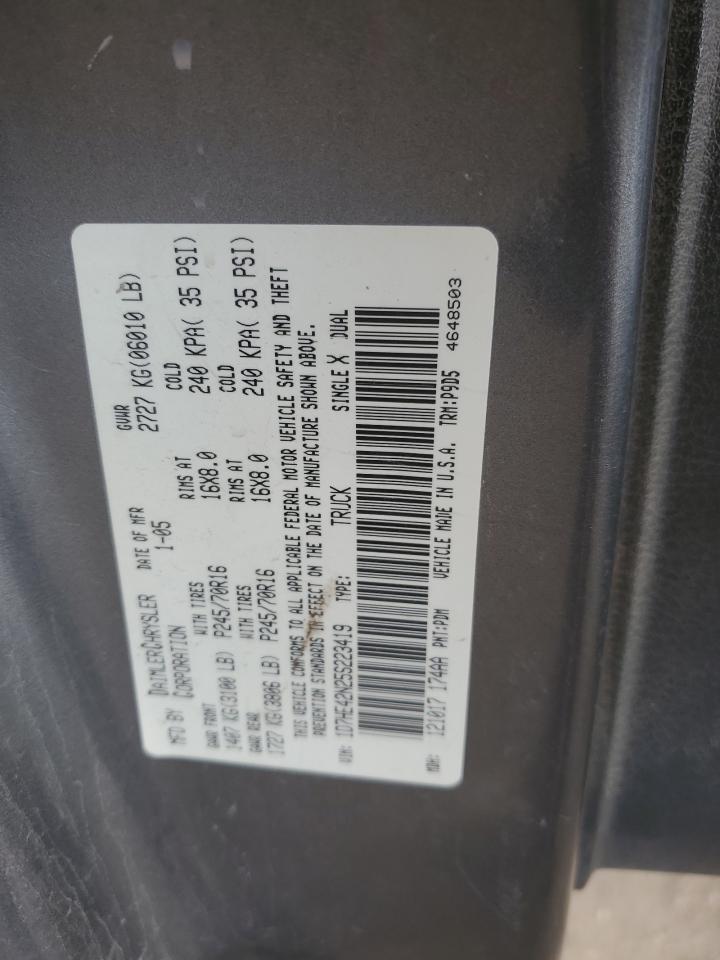 MFD BY DAIMLERCHRYSLER CORPORATION DATE OF MFR 1-05 GVWR 2727 KG(06010 LB)
GAWR FRONT WITH TIRES RIMS AT COLD
1407 KG(3100 LB) P245/70R16 16X8.0 240 KPA( 35 PSI)
GAWR REAR WITH TIRES RIMS AT COLD
1727 KG(3806 LB) P245/70R16 16X8.0 240 KPA( 35 PSI)
THIS VEHICLE CONFORMS TO ALL APPLICABLE FEDERAL MOTOR VEHICLE SAFETY AND THEFT
PREVENTION STANDARDS IN EFFECT ON THE DATE OF MANUFACTURE SHOWN ABOVE.
VIN: 1D7HE42N25S223419 TYPE: TRUCK SINGLE X DUAL
MDH: 121017 174AA PNT:PDM VEHICLE MADE IN U.S.A. TRM:P9D5 4648503